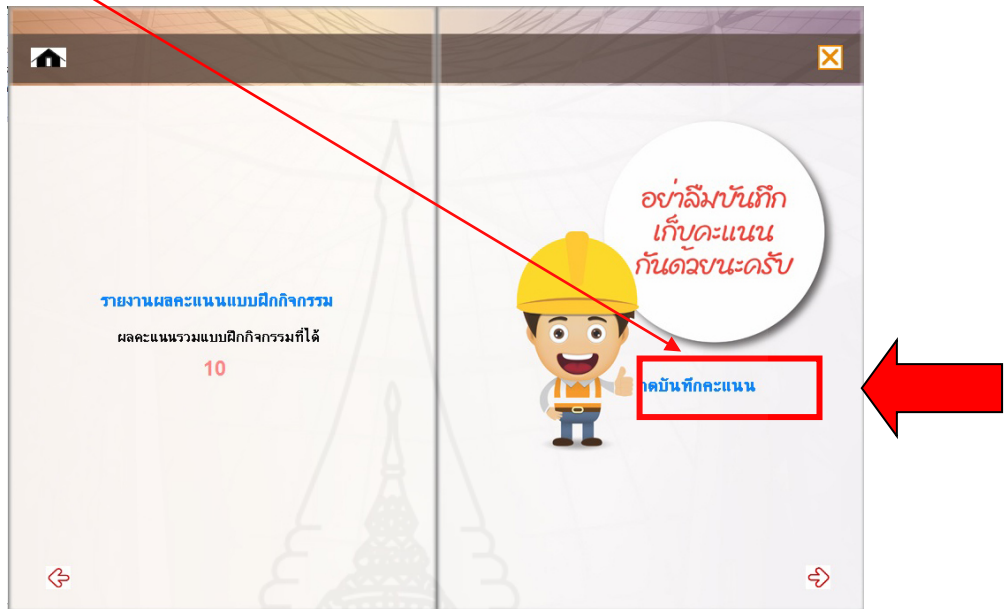 รายงานผลคะแนนแบบฝึกกิจกรรม
ผลคะแนนรวมแบบฝึกกิจกรรมที่ได้
10
อย่าลืมบันทึก
เก็บคะแนน
กันด้วยนะครับ
กดบันทึกคะแนน